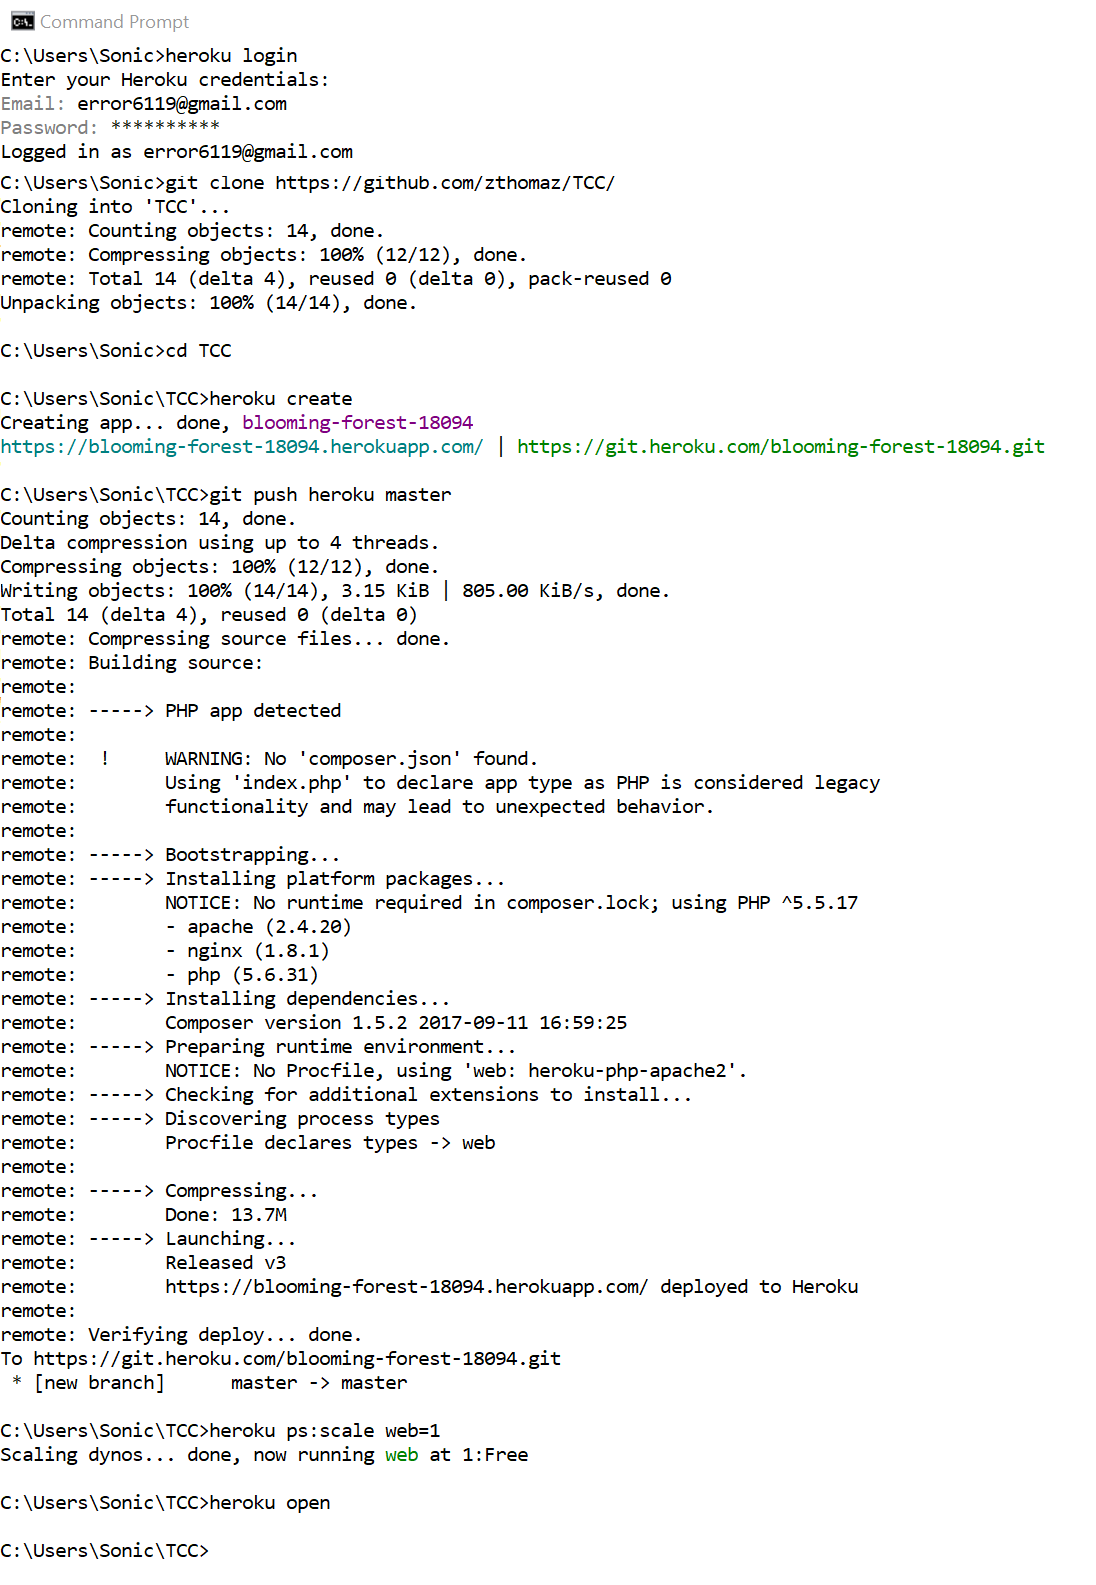 Command Prompt
C:\Users\Sonic>heroku login
Enter your Heroku credentials:
Email: error6119@gmail.com
Password: **********
Logged in as error6119@gmail.com
C:\Users\Sonic>git clone https://github.com/zthomaz/TCC/
Cloning into 'TCC'...
remote: Counting objects: 14, done.
remote: Compressing objects: 100% (12/12), done.
remote: Total 14 (delta 4), reused 0 (delta 0), pack-reused 0
Unpacking objects: 100% (14/14), done.
C:\Users\Sonic>cd TCC
C:\Users\Sonic\TCC>heroku create
Creating app... done, blooming-forest-18094
https://blooming-forest-18094.herokuapp.com/ | https://git.heroku.com/blooming-forest-18094.git
C:\Users\Sonic\TCC>git push heroku master
Counting objects: 14, done.
Delta compression using up to 4 threads.
Compressing objects: 100% (12/12), done.
Writing objects: 100% (14/14), 3.15 KiB | 805.00 KiB/s, done.
Total 14 (delta 4), reused 0 (delta 0)
remote: Compressing source files... done.
remote: Building source:
remote:
remote: -----> PHP app detected
remote:
remote:  !     WARNING: No 'composer.json' found.
remote:        Using 'index.php' to declare app type as PHP is considered legacy
remote:        functionality and may lead to unexpected behavior.
remote:
remote: -----> Bootstrapping...
remote: -----> Installing platform packages...
remote:        NOTICE: No runtime required in composer.lock; using PHP ^5.5.17
remote:        - apache (2.4.20)
remote:        - nginx (1.8.1)
remote:        - php (5.6.31)
remote: -----> Installing dependencies...
remote:        Composer version 1.5.2 2017-09-11 16:59:25
remote: -----> Preparing runtime environment...
remote:        NOTICE: No Procfile, using 'web: heroku-php-apache2'.
remote: -----> Checking for additional extensions to install...
remote: -----> Discovering process types
remote:        Procfile declares types -> web
remote:
remote: -----> Compressing...
remote:        Done: 13.7M
remote: -----> Launching...
remote:        Released v3
remote:        https://blooming-forest-18094.herokuapp.com/ deployed to Heroku
remote:
remote: Verifying deploy... done.
To https://git.heroku.com/blooming-forest-18094.git
 * [new branch]      master -> master
C:\Users\Sonic\TCC>heroku ps:scale web=1
Scaling dynos... done, now running web at 1:Free
C:\Users\Sonic\TCC>heroku open
C:\Users\Sonic\TCC>